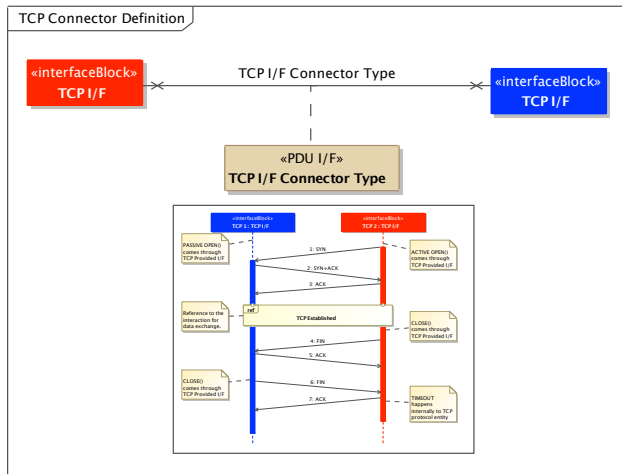 TCP Connector Definition
«interfaceBlock»
TCP I/F
TCP I/F Connector Type
«interfaceBlock»
TCP I/F
«PDU I/F»
TCP I/F Connector Type
«interfaceBlock»
TCP 1 : TCP I/F
«interfaceBlock»
TCP 2 : TCP I/F
PASSIVE OPEN()
comes through
TCP Provided I/F
ACTIVE OPEN()
comes through
TCP Provided I/F
1: SYN
2: SYN+ACK
3: ACK
Reference to the
interaction for
data exchange.
ref
TCP Established
CLOSE()
comes through
TCP Provided I/F
4: FIN
5: ACK
CLOSE()
comes through
TCP Provided I/F
6: FIN
7: ACK
TIMEOUT
happens
internally to TCP
protocol entity